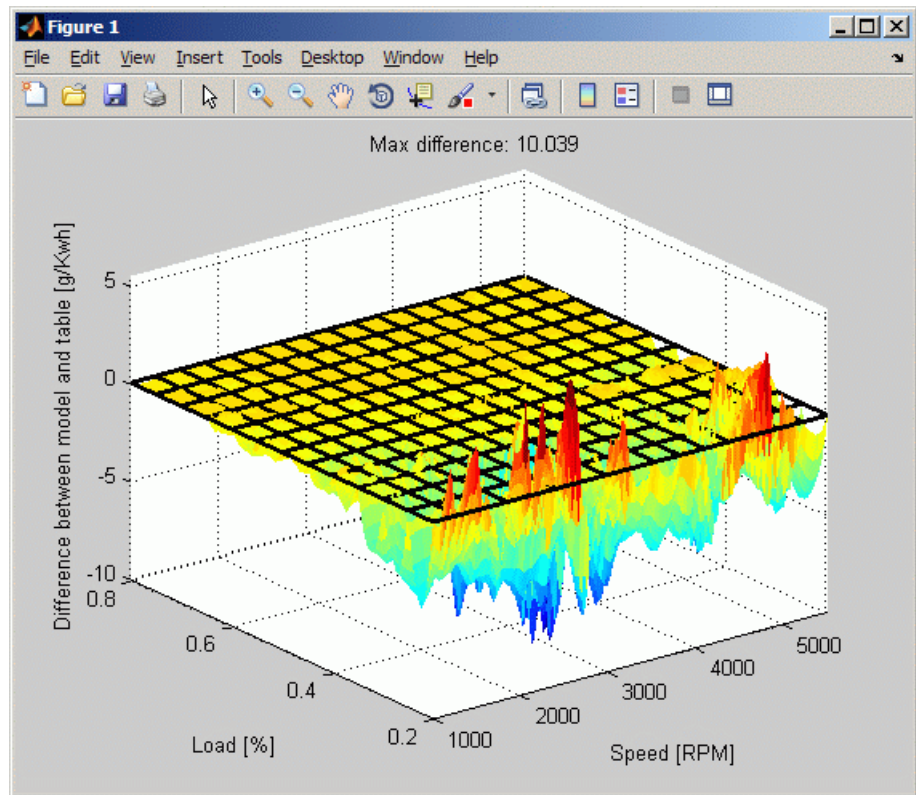 Figure 1
File Edit View Insert Tools Desktop Window Help
Max difference: 10.039
Difference between model and table [g/Kwh]
5
0
-5
-10
0.8
0.6
0.4
0.2
Load [%]
1000
2000
3000
4000
5000
Speed [RPM]